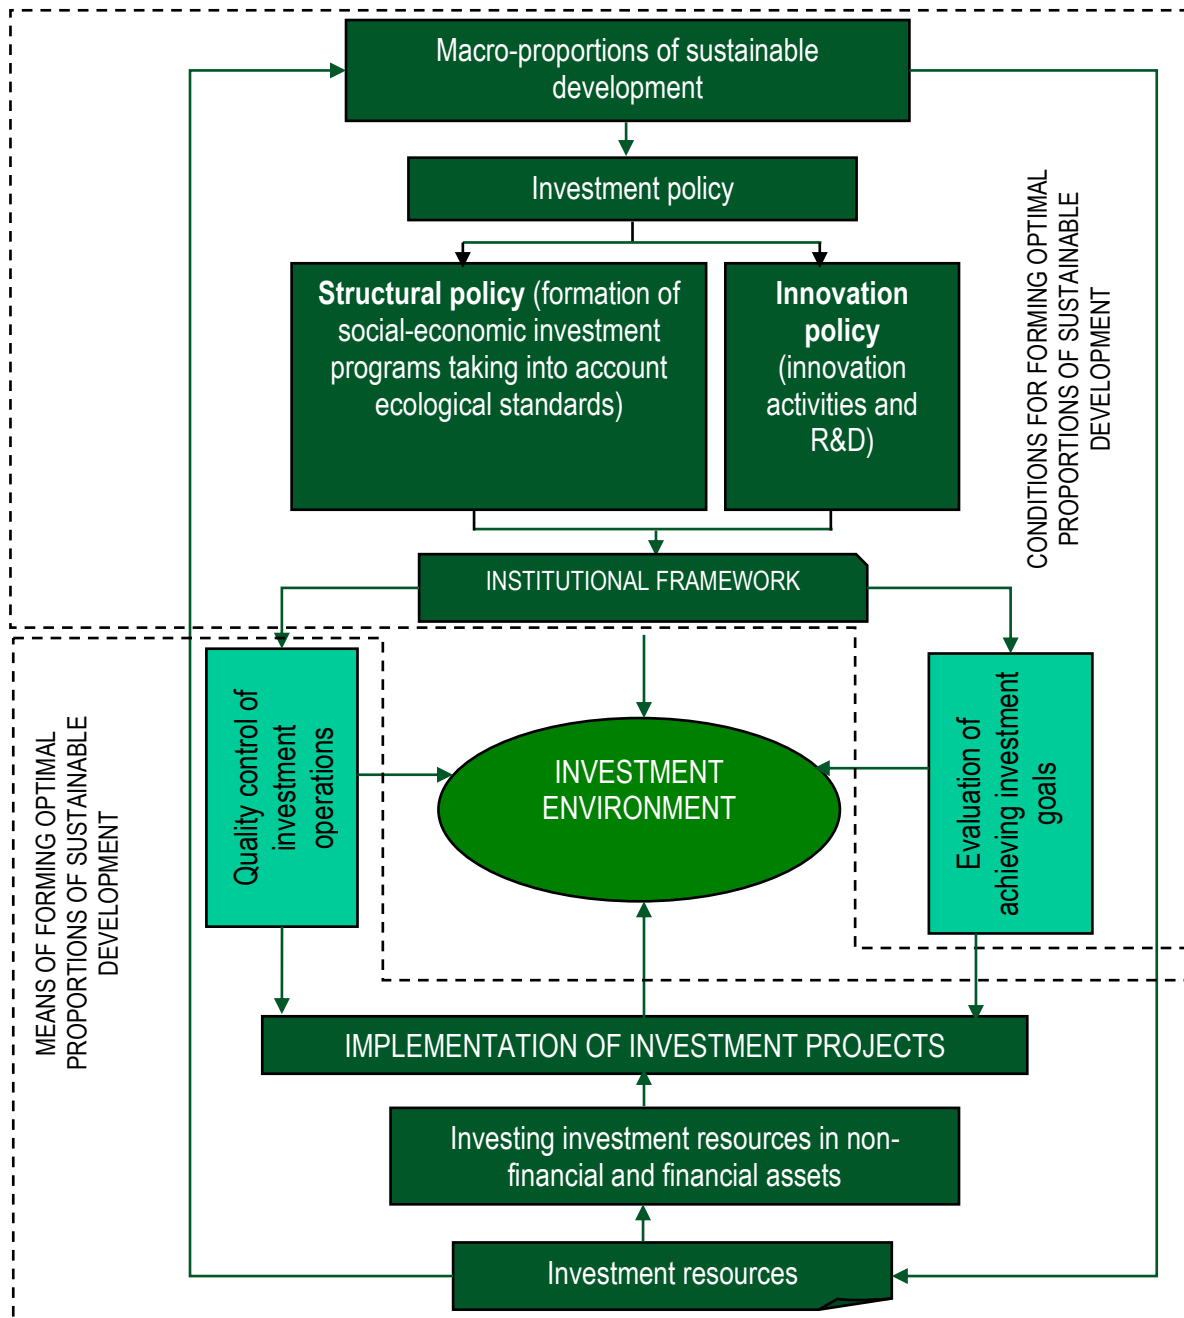 Macro-proportions of sustainable
development
Investment policy
Structural policy (formation of
social-economic investment
programs taking into account
ecological standards)
Innovation
policy
(innovation
activities and
R&D)
CONDITIONS FOR FORMING OPTIMAL
PROPORTIONS OF SUSTAINABLE
DEVELOPMENT
INSTITUTIONAL FRAMEWORK
MEANS OF FORMING OPTIMAL
PROPORTIONS OF SUSTAINABLE
DEVELOPMENT
Quality control of
investment
operations
INVESTMENT
ENVIRONMENT
Evaluation of
achieving investment
goals
IMPLEMENTATION OF INVESTMENT PROJECTS
Investing investment resources in non-
financial and financial assets
Investment resources